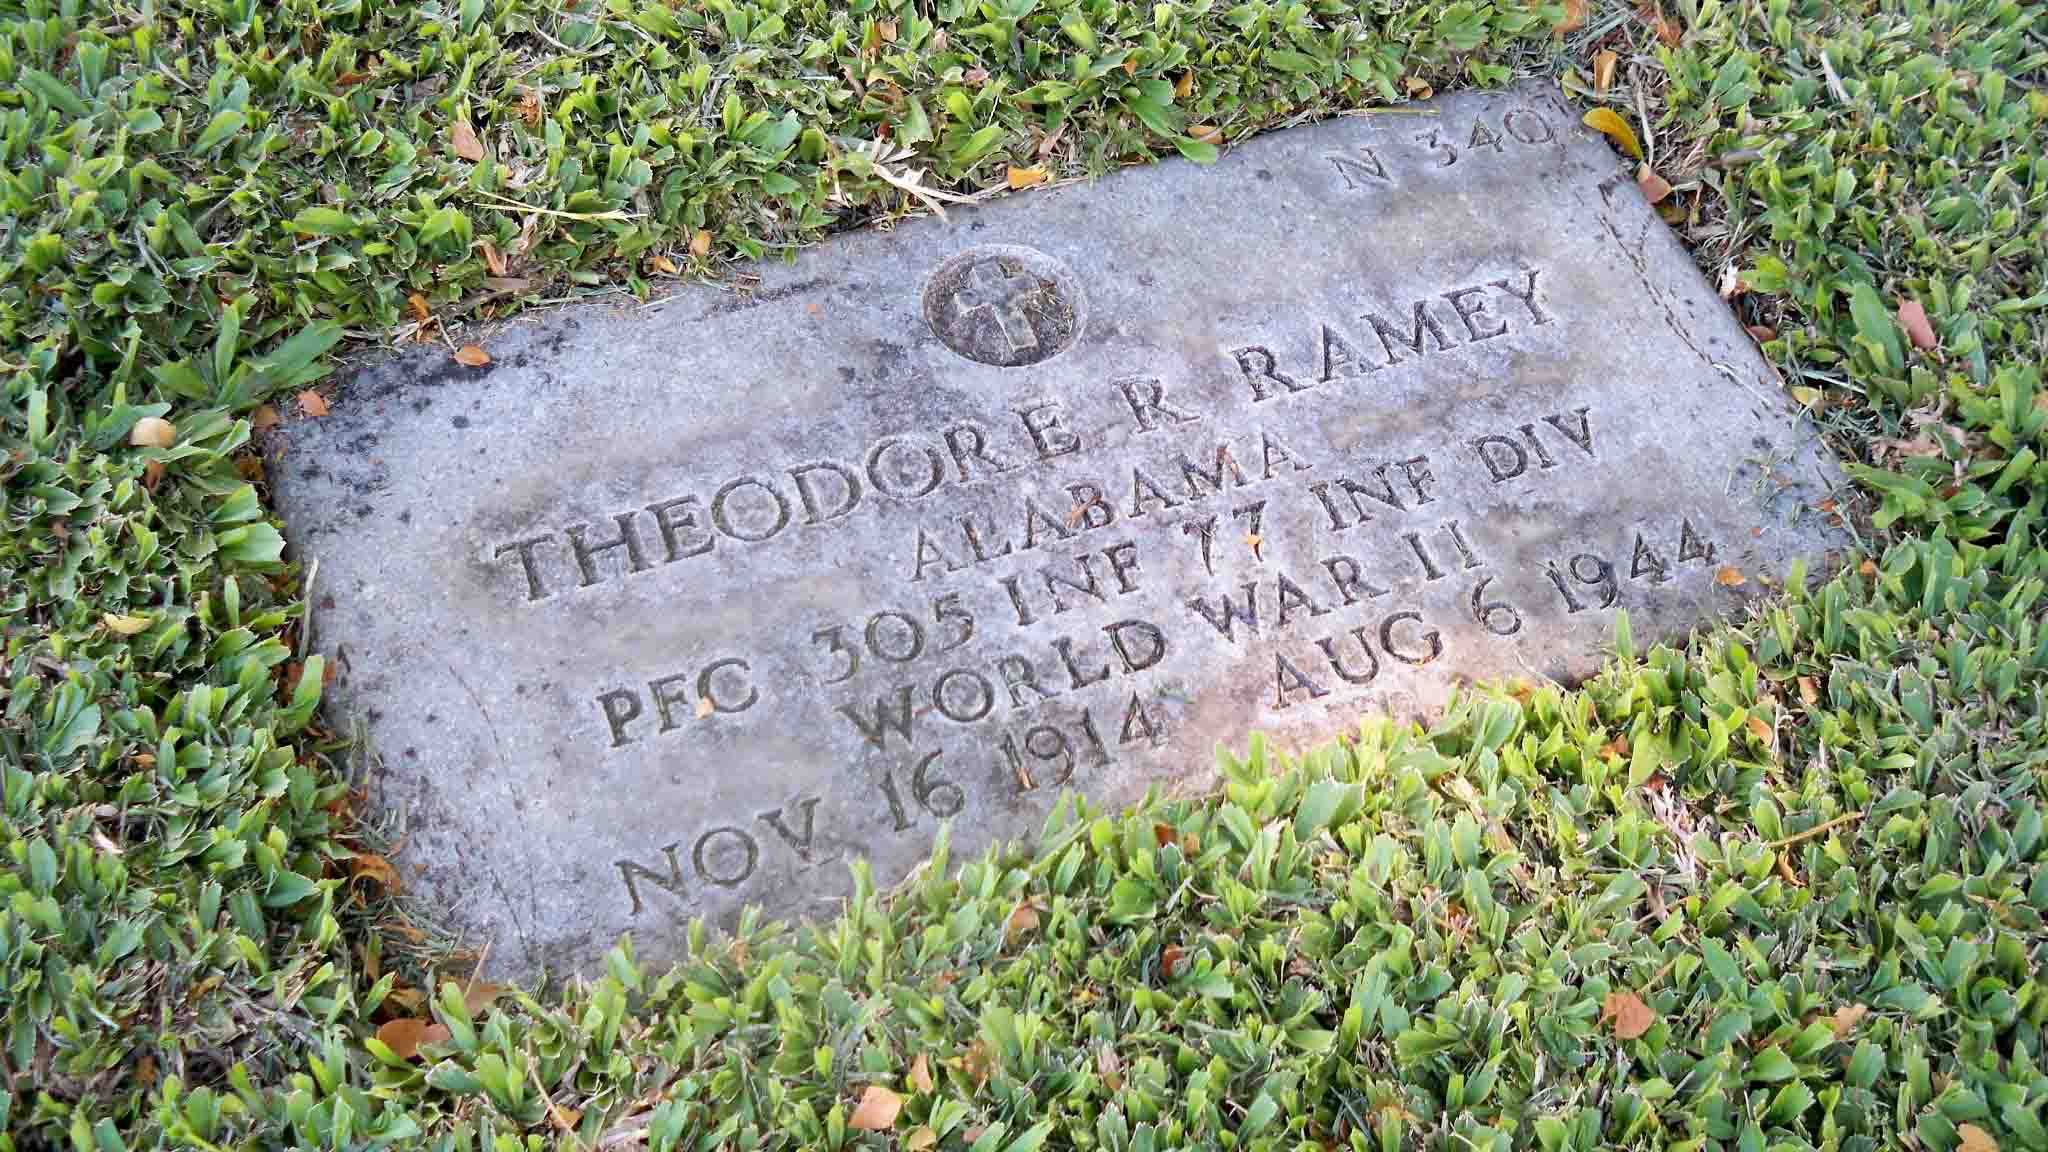 N 340
THEODORE R RAMEY
ALABAMA
PFC 305 INF 77 INF DIV
WORLD WAR II
NOV 16 1914 AUG 6 1944